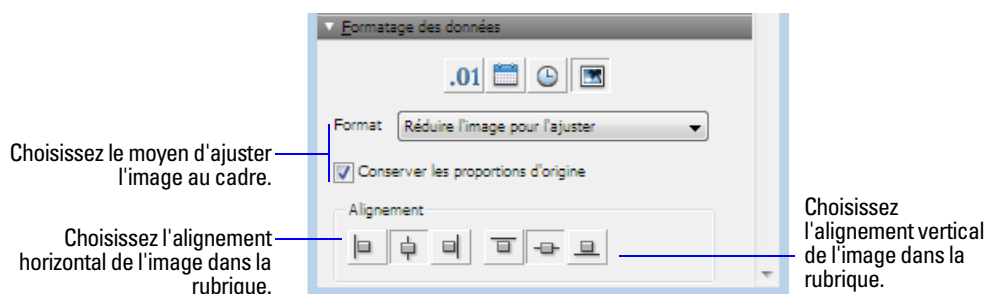 Formatage des données
.01
Format Réduire l'image pour l'ajuster
Choisissez le moyen d'ajuster
l'image au cadre.
Conserver les proportions d'origine
Alignement
Choisissez l'alignement
horizontal de l'image dans la
rubrique.
Choisissez
l'alignement vertical
de l'image dans la
rubrique.